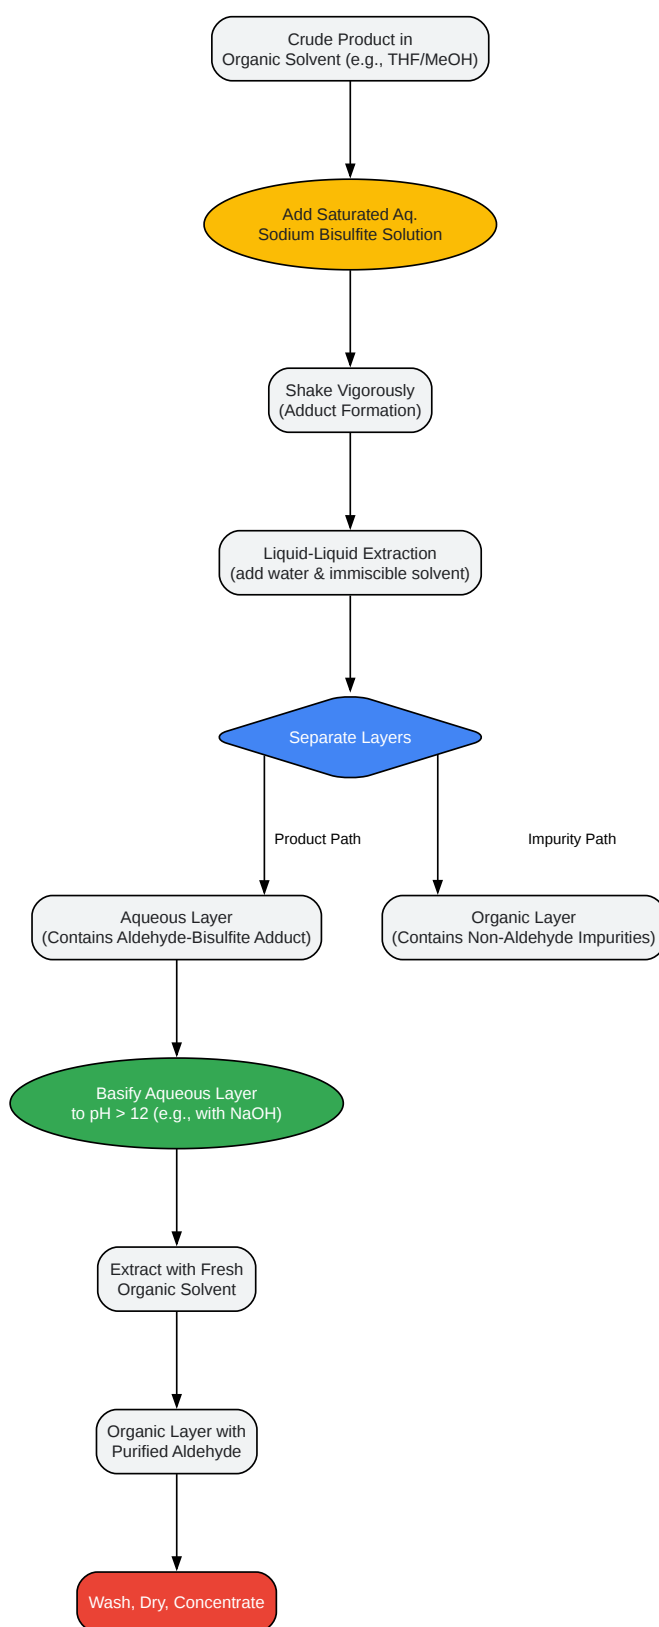 Crude Product in
Organic Solvent (e.g., THF/MeOH)
Add Saturated Aq.
Sodium Bisulfite Solution
Shake Vigorously
(Adduct Formation)
Liquid-Liquid Extraction
(add water & immiscible solvent)
Separate Layers
Product Path
Impurity Path
Aqueous Layer
(Contains Aldehyde-Bisulfite Adduct)
Organic Layer
(Contains Non-Aldehyde Impurities)
Basify Aqueous Layer
to pH > 12 (e.g., with NaOH)
Extract with Fresh
Organic Solvent
Organic Layer with
Purified Aldehyde
Wash, Dry, Concentrate